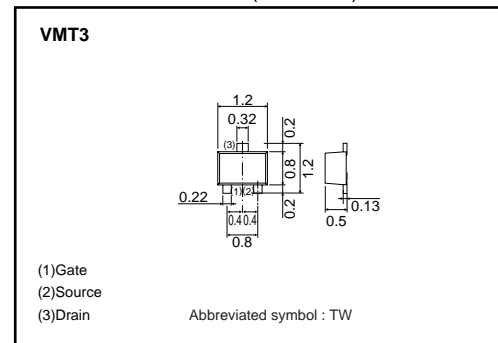 VMT3
1.2
0.32
0.2
(3)
0.8
1.2
(1) (2)
0.22
0.2
0.13
0.4 0.4
0.5
0.8
(1)Gate
(2)Source
(3)Drain
Abbreviated symbol : TW